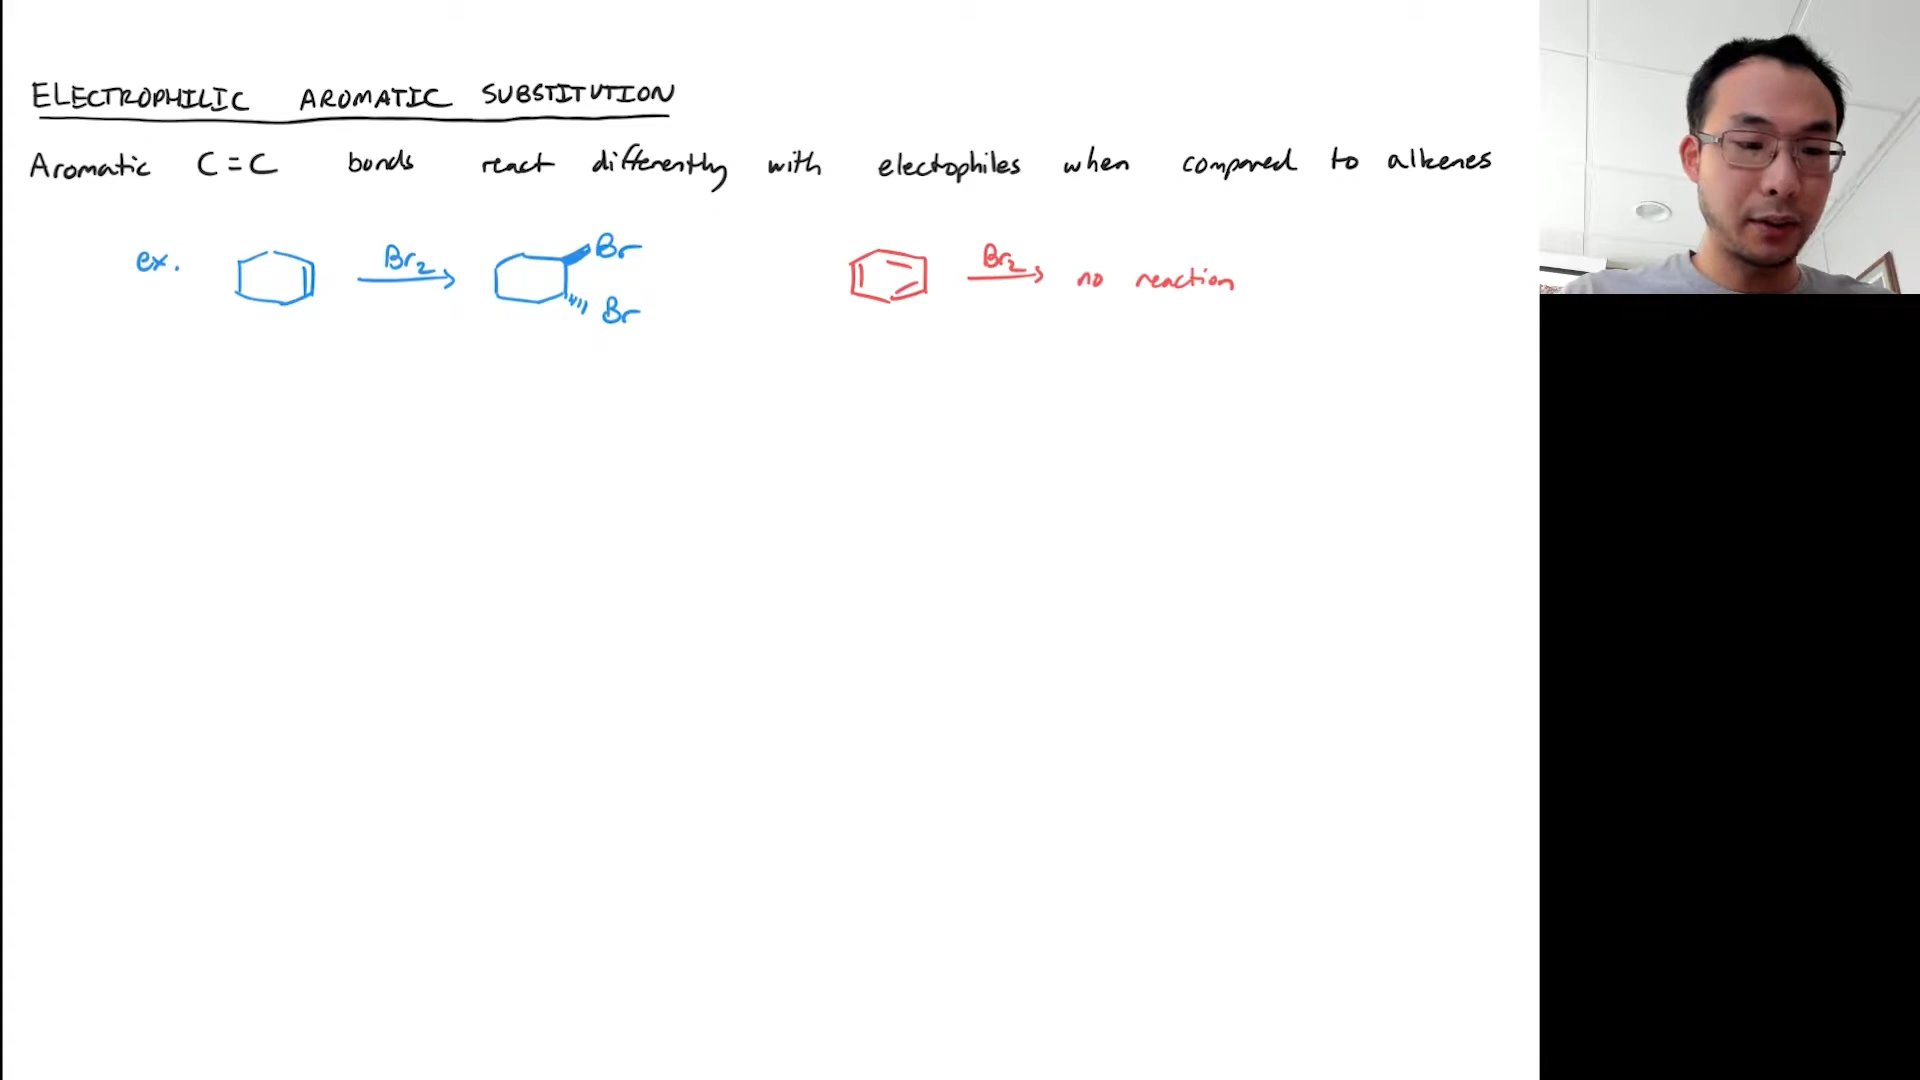 ELECTROPHILIC AROMATIC SUBSTITUTION
Aromatic C=C bonds react differently with electophiles when compared to alkenes
ex. Br2 Br Br Br2 no reaction